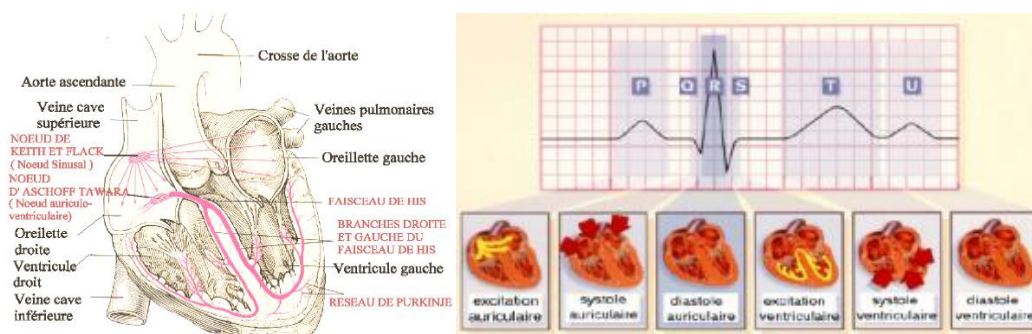 Crosse de l'aorte
Aorte ascendante
Veine cave
supérieure
NOEUD DE
KEITH ET FLACK
( Noeud Sinusal )
NOEUD
D' ASCHOFF TAWARA
( Noeud auriculo-
ventriculaire)
Oreilette
droite
Ventricule
droit
Veine cave
inférieure
Veines pulmonaires
gauches
Oreillette gauche
FAISCEAU DE HIS
BRANCHES DROITE
ET GAUCHE DU
FAISCEAU DE HIS
Ventricule gauche
RESEAU DE PURKINJE
P Q R S T U
excitation
auriculaire
systole
auriculaire
diastole
auriculaire
excitation
ventriculaire
systole
ventriculaire
diastole
ventriculaire